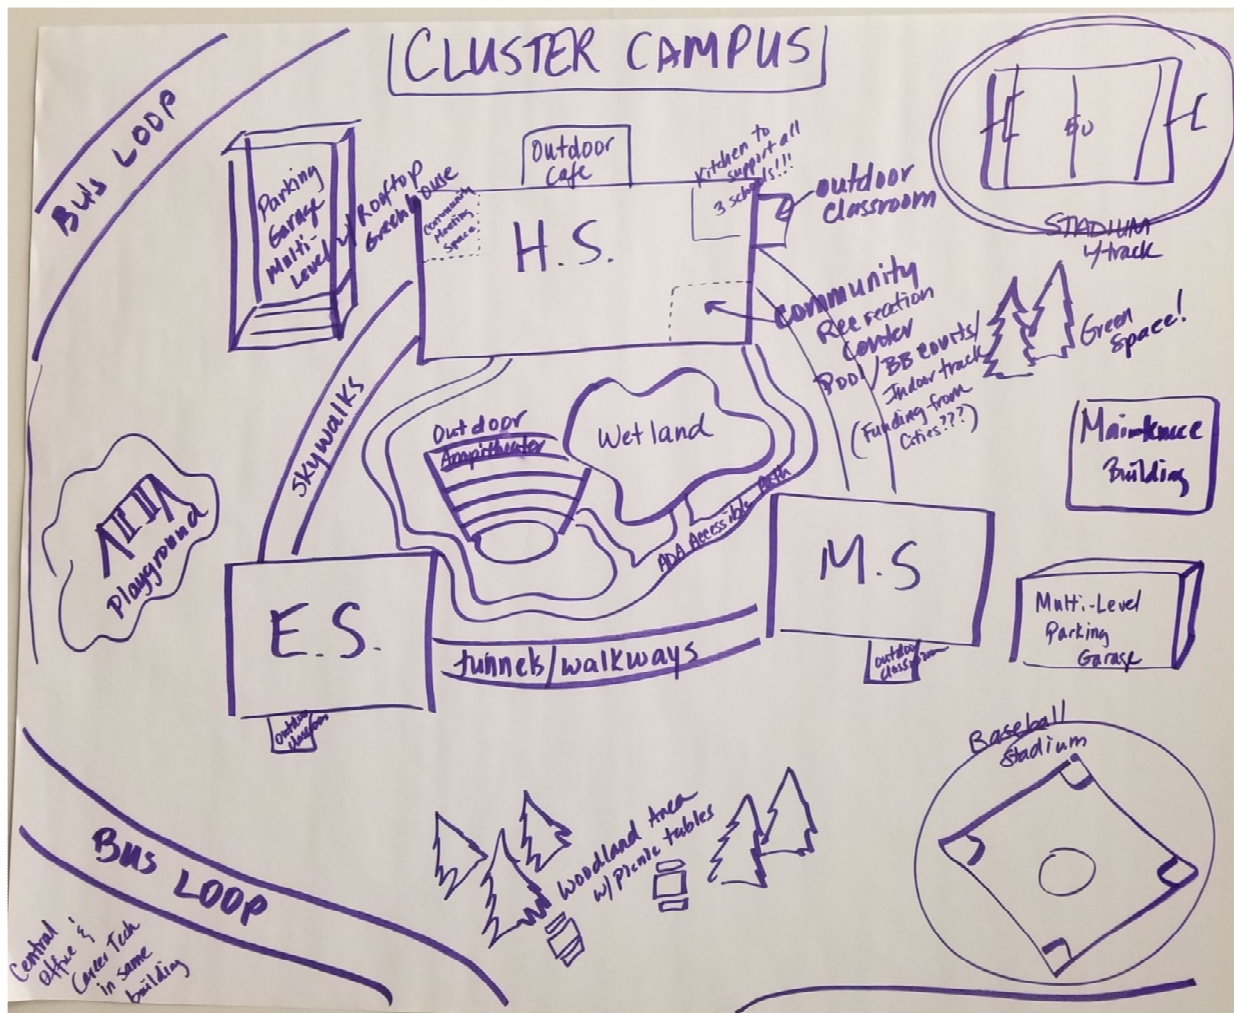 CLUSTER CAMPUS
BUS LOOP
Parking
Garage
Multi-
Level
w/ Rooftop
Greenhouse
Community
Meeting
Space
Outdoor
Cafe
Kitchen to
support all
3 schools!!!
outdoor
classroom
H.S.
50
STADIUM
w/track
Community
Recreation
Center
Pool/BB courts/
Indoor track
(Funding from
Cities???)
Green
Space!
SKYWALKS
Outdoor
Ampitheater
Wetland
ADA Accessible Path
Maintenance
Building
Playground
E.S.
M.S
Multi-Level
Parking
Garage
tunnels/walkways
outdoor
classroom
outdoor
classroom
Baseball
Stadium
Woodland Area
w/ picnic tables
BUS LOOP
Central
Office &
Career Tech
in same
building